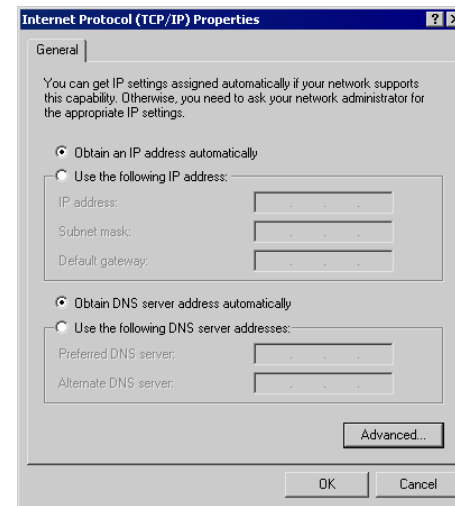 Internet Protocol (TCP/IP) Properties
General
You can get IP settings assigned automatically if your network supports
this capability. Otherwise, you need to ask your network administrator for
the appropriate IP settings.
Obtain an IP address automatically
Use the following IP address:
IP address:
Subnet mask:
Default gateway:
Obtain DNS server address automatically
Use the following DNS server addresses:
Preferred DNS server:
Alternate DNS server:
Advanced...
OK
Cancel